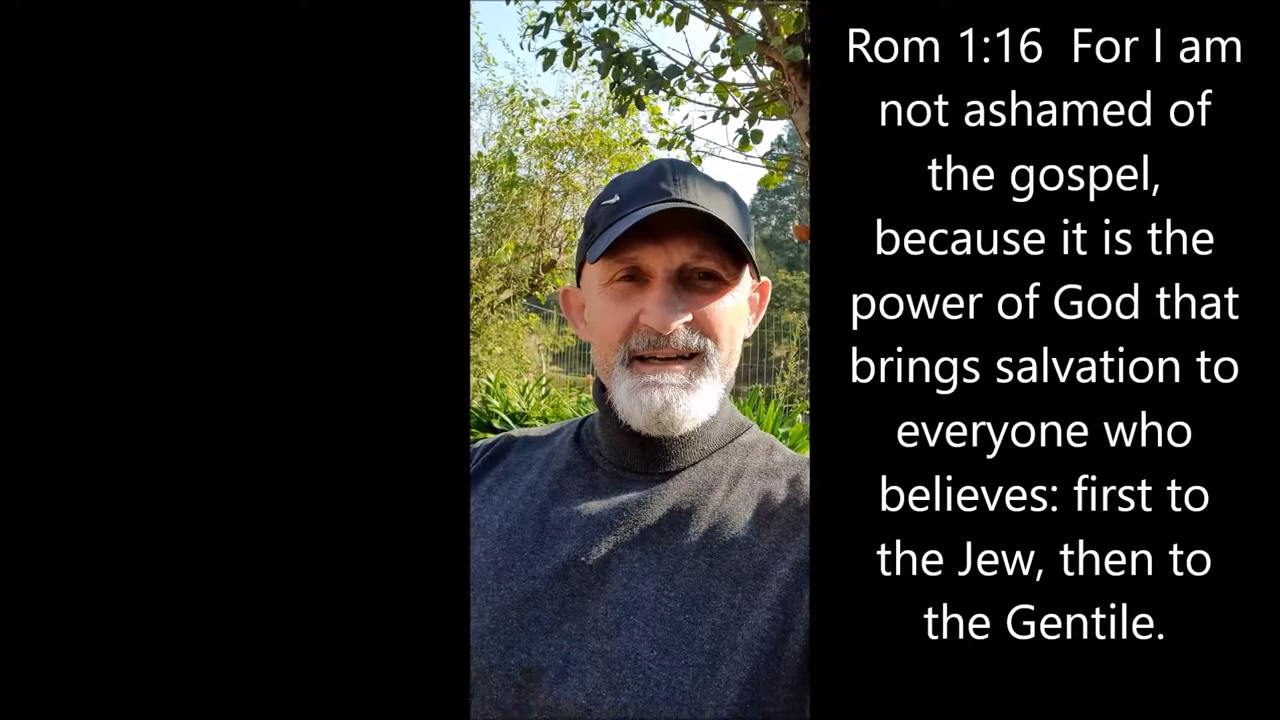 Rom 1:16  For I am
not ashamed of
the gospel,
because it is the
power of God that
brings salvation to
everyone who
believes: first to
the Jew, then to
the Gentile.